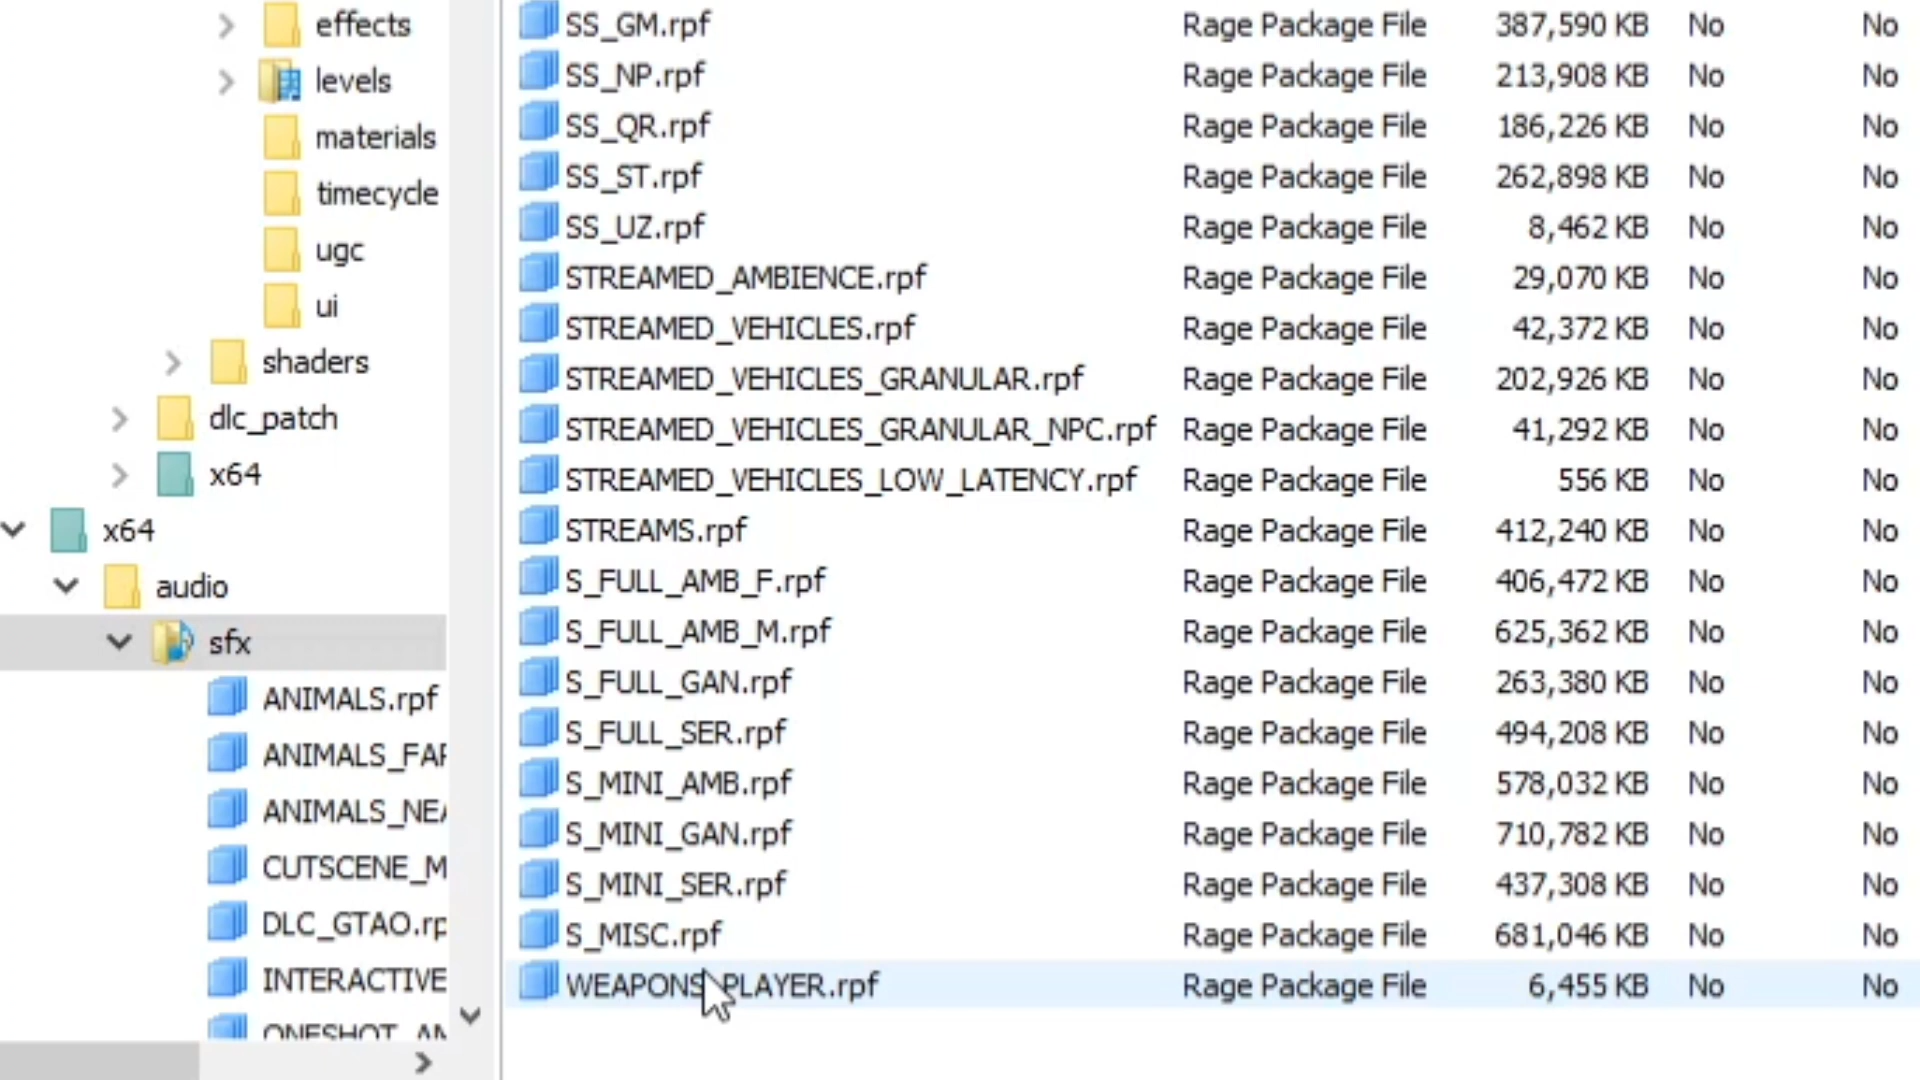 effects
levels
materials
timecycle
ugc
ui
shaders
dlc_patch
x64
x64
audio
sfx
ANIMALS.rpf
ANIMALS_FAR
ANIMALS_NEA
CUTSCENE_M
DLC_GTAO.rp
INTERACTIVE
ONESHOT_AM
SS_GM.rpf Rage Package File 387,590 KB No No
SS_NP.rpf Rage Package File 213,908 KB No No
SS_QR.rpf Rage Package File 186,226 KB No No
SS_ST.rpf Rage Package File 262,898 KB No No
SS_UZ.rpf Rage Package File 8,462 KB No No
STREAMED_AMBIENCE.rpf Rage Package File 29,070 KB No No
STREAMED_VEHICLES.rpf Rage Package File 42,372 KB No No
STREAMED_VEHICLES_GRANULAR.rpf Rage Package File 202,926 KB No No
STREAMED_VEHICLES_GRANULAR_NPC.rpf Rage Package File 41,292 KB No No
STREAMED_VEHICLES_LOW_LATENCY.rpf Rage Package File 556 KB No No
STREAMS.rpf Rage Package File 412,240 KB No No
S_FULL_AMB_F.rpf Rage Package File 406,472 KB No No
S_FULL_AMB_M.rpf Rage Package File 625,362 KB No No
S_FULL_GAN.rpf Rage Package File 263,380 KB No No
S_FULL_SER.rpf Rage Package File 494,208 KB No No
S_MINI_AMB.rpf Rage Package File 578,032 KB No No
S_MINI_GAN.rpf Rage Package File 710,782 KB No No
S_MINI_SER.rpf Rage Package File 437,308 KB No No
S_MISC.rpf Rage Package File 681,046 KB No No
WEAPONS_PLAYER.rpf Rage Package File 6,455 KB No No